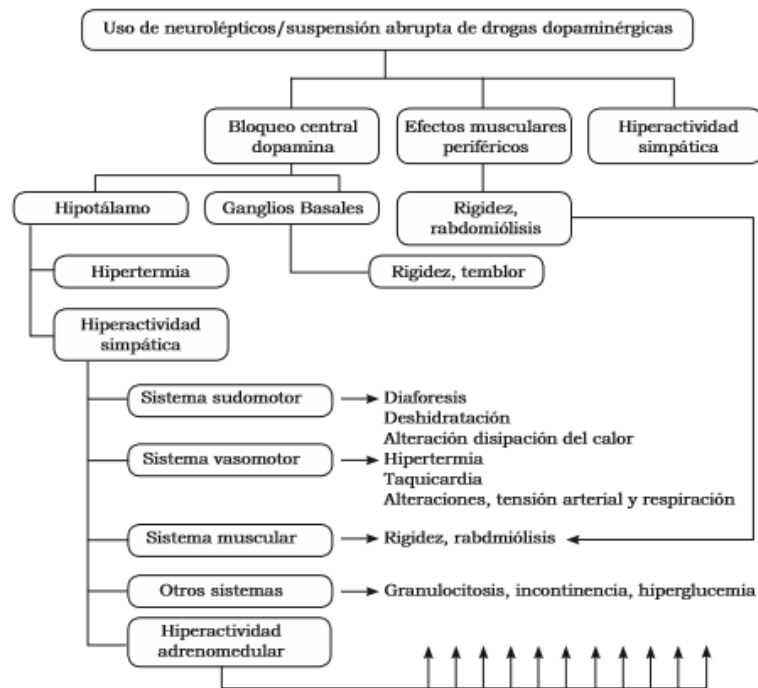 Uso de neurolépticos/suspensión abrupta de drogas dopaminérgicas
Bloqueo central
dopamina
Efectos musculares
periféricos
Hiperactividad
simpática
Hipotálamo
Ganglios Basales
Rigidez,
rabdomiólisis
Hipertermia
Rigidez, temblor
Hiperactividad
simpática
Sistema sudomotor
Diaforesis
Deshidratación
Alteración disipación del calor
Sistema vasomotor
Hipertermia
Taquicardia
Alteraciones, tensión arterial y respiración
Sistema muscular
Rigidez, rabdmiólisis
Otros sistemas
Granulocitosis, incontinencia, hiperglucemia
Hiperactividad
adrenomedular